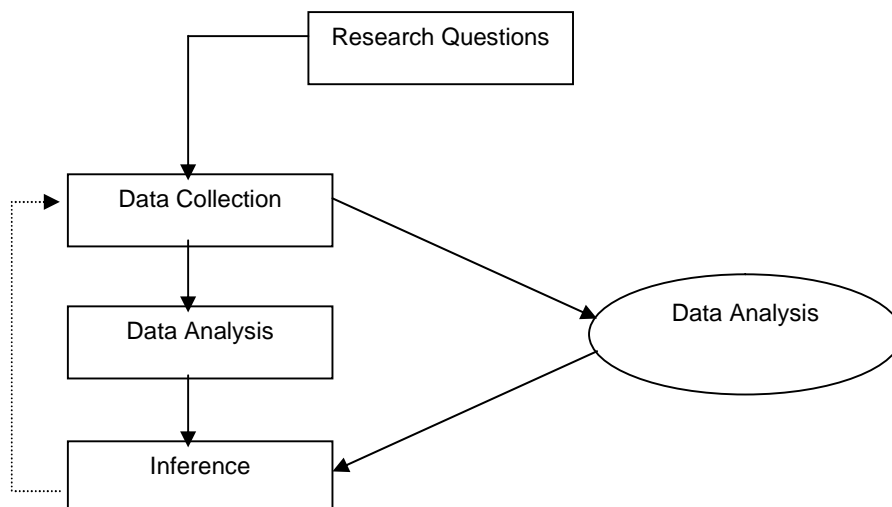 Research Questions
Data Collection
Data Analysis
Data Analysis
Inference